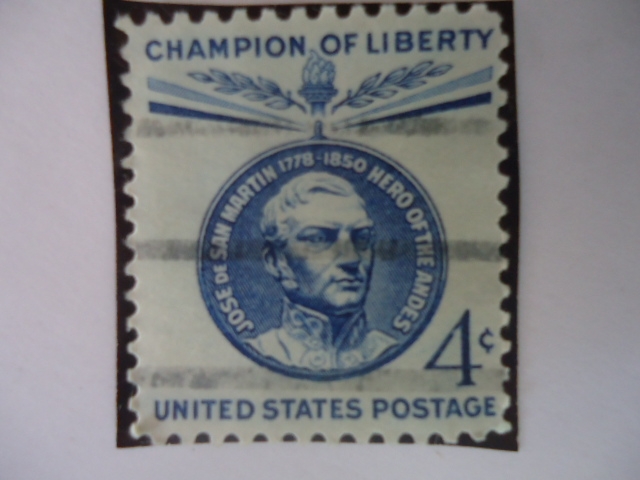 CHAMPION OF LIBERTY
JOSE DE SAN MARTIN 1778-1850 HERO OF THE ANDES
4¢
UNITED STATES POSTAGE